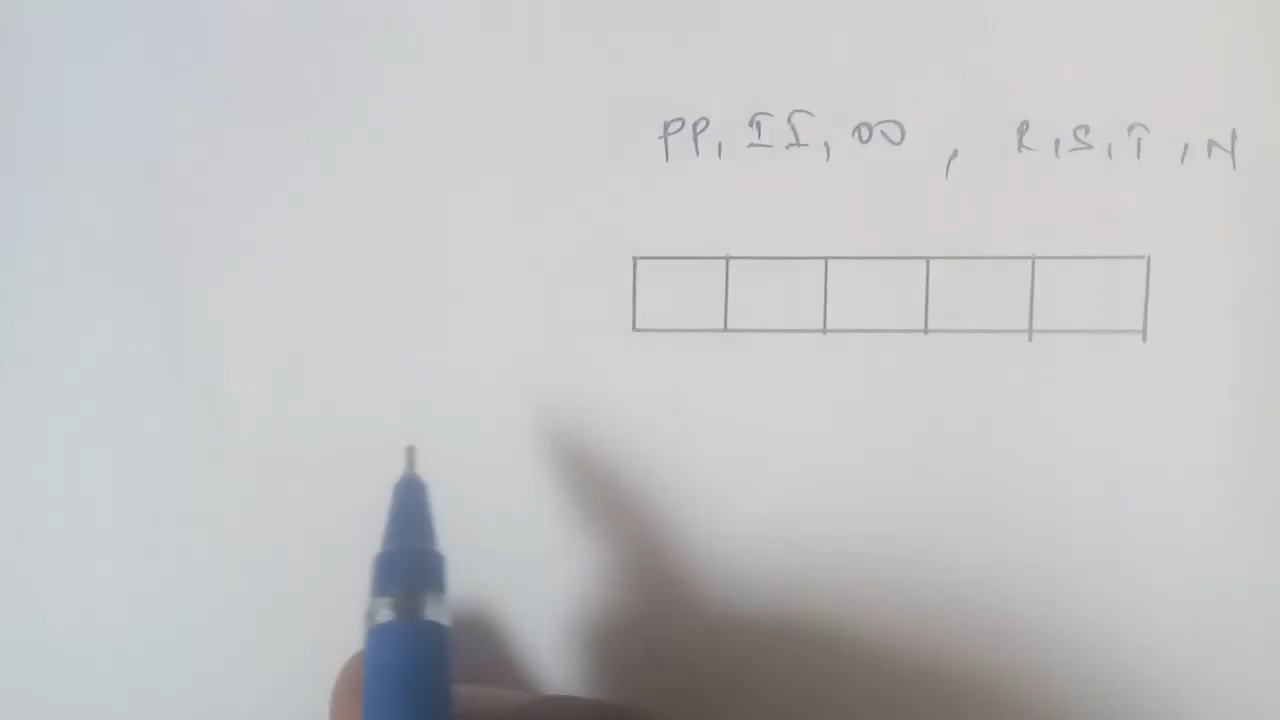 PP, II, OO, R, S, T, N